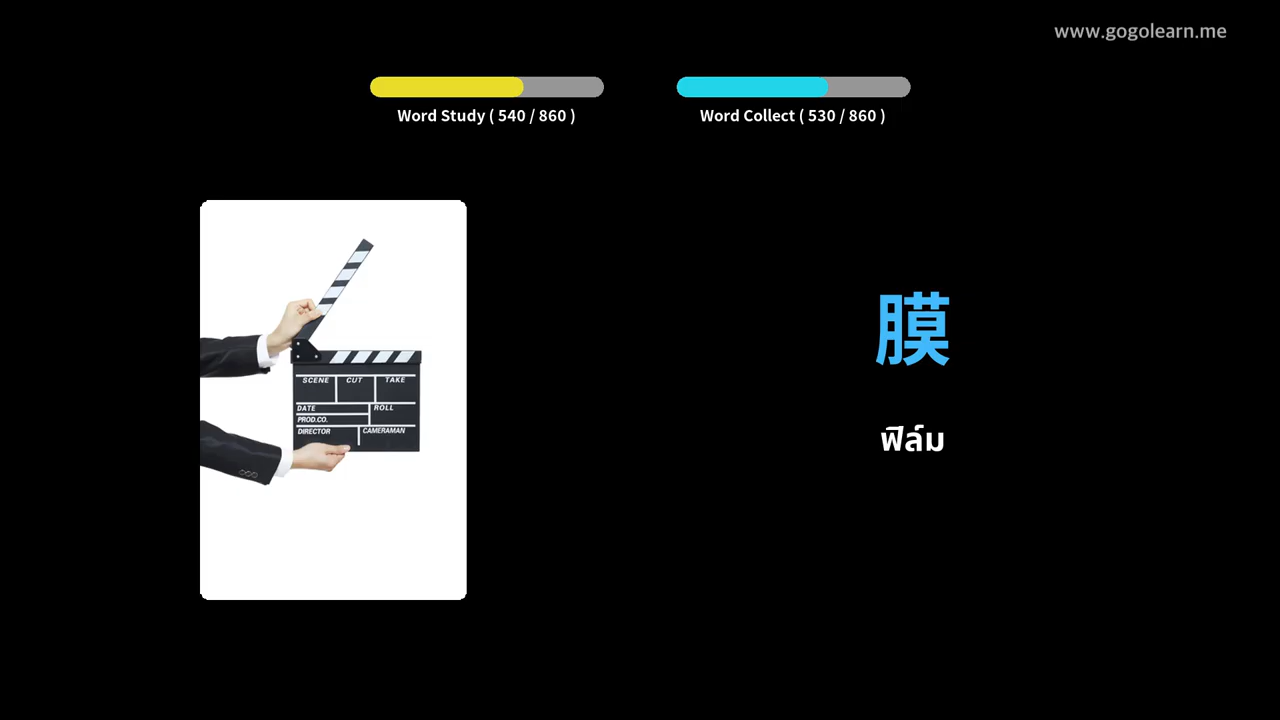 www.gogolearn.me
Word Study ( 540 / 860 )
Word Collect ( 530 / 860 )
SCENE CUT TAKE
DATE ROLL
PROD.CO.
DIRECTOR CAMERAMAN
膜
ฟิล์ม